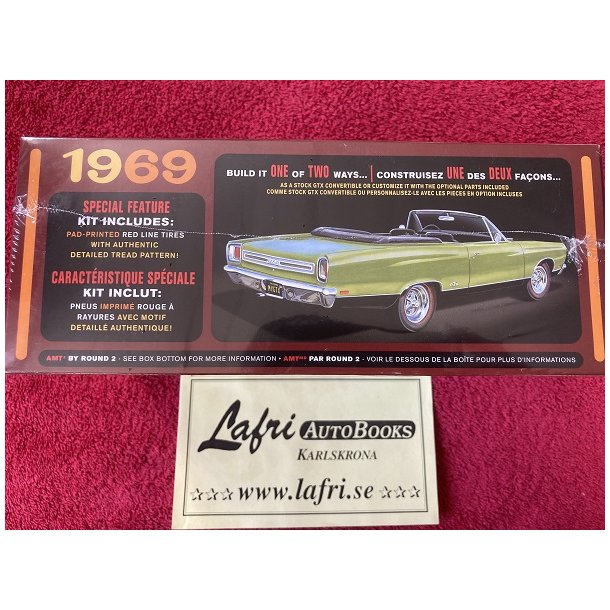 1969
SPECIAL FEATURE
KIT INCLUDES:
PAD-PRINTED RED LINE TIRES
WITH AUTHENTIC
DETAILED TREAD PATTERN!
CARACTÉRISTIQUE SPÉCIALE
KIT INCLUT:
PNEUS IMPRIMÉ ROUGE À
RAYURES AVEC MOTIF
DETAILLÉ AUTHENTIQUE!
BUILD IT ONE OF TWO WAYS... | CONSTRUISEZ UNE DES DEUX FAÇONS...
AS A STOCK GTX CONVERTIBLE OR CUSTOMIZE IT WITH THE OPTIONAL PARTS INCLUDED
COMME STOCK GTX CONVERTIBLE OU PERSONNALISEZ-LE AVEC LES PIECES EN OPTION INCLUSES
AMT® BY ROUND 2 - SEE BOX BOTTOM FOR MORE INFORMATION • AMTMD PAR ROUND 2 - VOIR LE DESSOUS DE LA BOÎTE POUR PLUS D'INFORMATIONS
Lafri AUTOBOOKS
KARLSKRONA
www.lafri.se